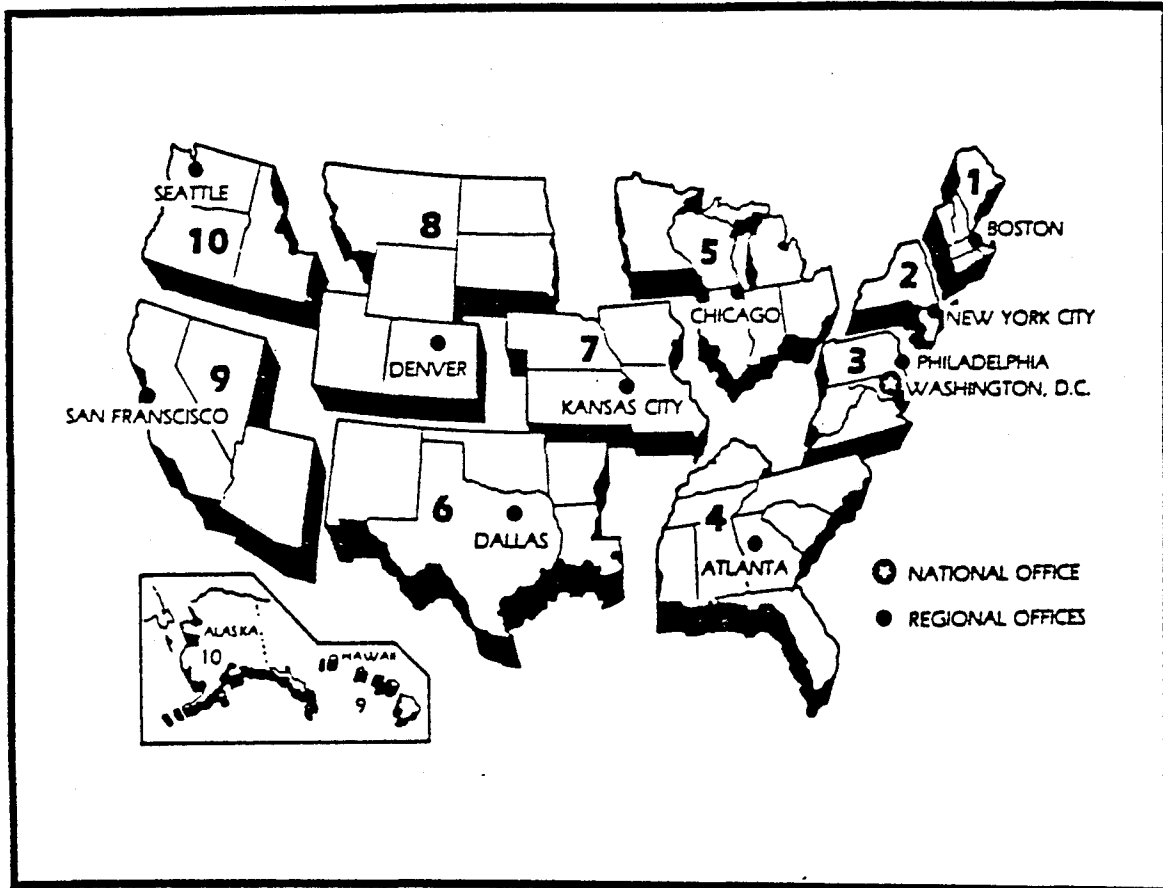 1
SEATTLE
8
BOSTON
10
5
2
CHICAGO
NEW YORK CITY
7
3
PHILADELPHIA
DENVER
9
WASHINGTON, D.C.
KANSAS CITY
SAN FRANSCISCO
6
4
DALLAS
ATLANTA
NATIONAL OFFICE
REGIONAL OFFICES
ALASKA
10
HAWAII
9